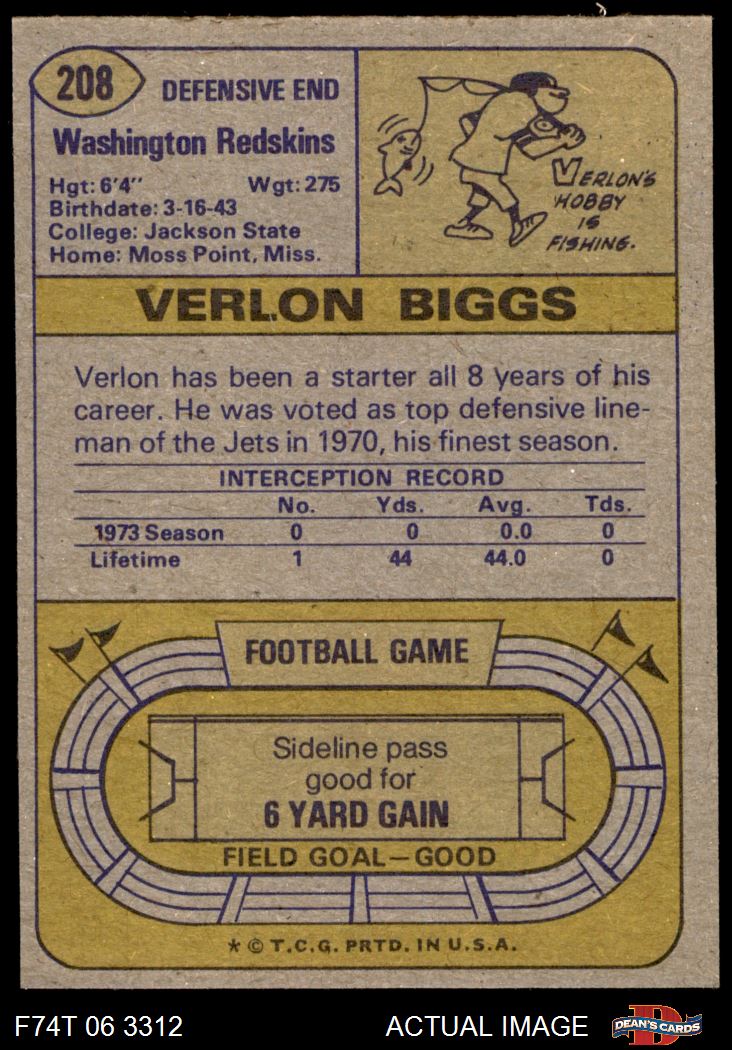 208
DEFENSIVE END
Washington Redskins
Hgt: 6'4" Wgt: 275
Birthdate: 3-16-43
College: Jackson State
Home: Moss Point, Miss.
VERLON'S
HOBBY
IS
FISHING.
VERLON BIGGS
Verlon has been a starter all 8 years of his
career. He was voted as top defensive line-
man of the Jets in 1970, his finest season.
INTERCEPTION RECORD
No. Yds. Avg. Tds.
1973 Season 0 0 0.0 0
Lifetime 1 44 44.0 0
FOOTBALL GAME
Sideline pass
good for
6 YARD GAIN
FIELD GOAL—GOOD
* © T.C.G. PRTD. IN U.S.A.
F74T 06 3312 ACTUAL IMAGE D DEAN'S CARDS